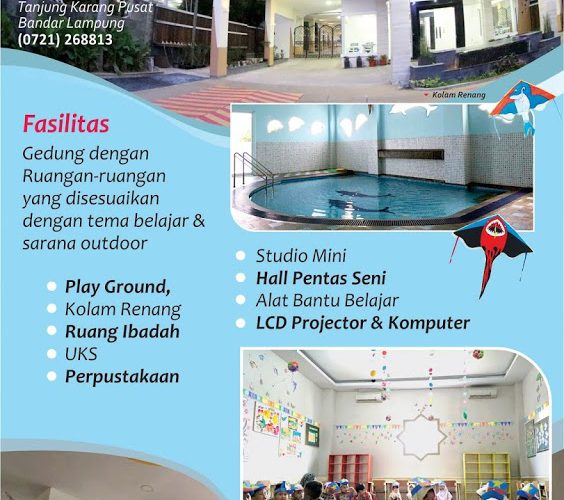 Tanjung Karang Pusat
Bandar Lampung
(0721) 268813
Kolam Renang
Fasilitas
Gedung dengan
Ruangan-ruangan
yang disesuaikan
dengan tema belajar &
sarana outdoor
Play Ground,
Kolam Renang
Ruang Ibadah
UKS
Perpustakaan
Studio Mini
Hall Pentas Seni
Alat Bantu Belajar
LCD Projector & Komputer